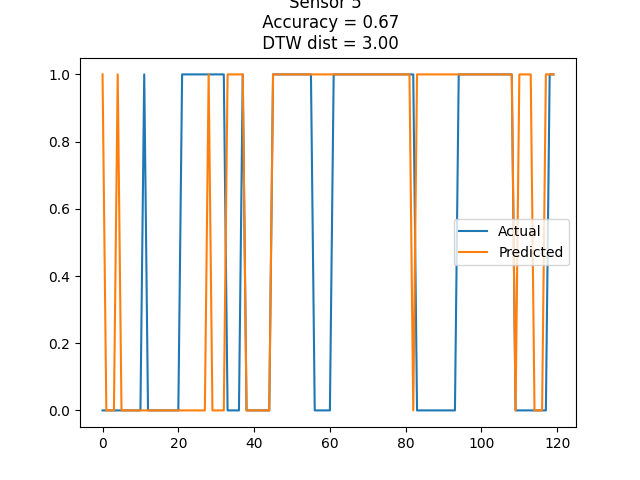 Sensor 5
Accuracy = 0.67
DTW dist = 3.00
1.0
0.8
0.6
0.4
0.2
0.0
Actual
Predicted
0 20 40 60 80 100 120